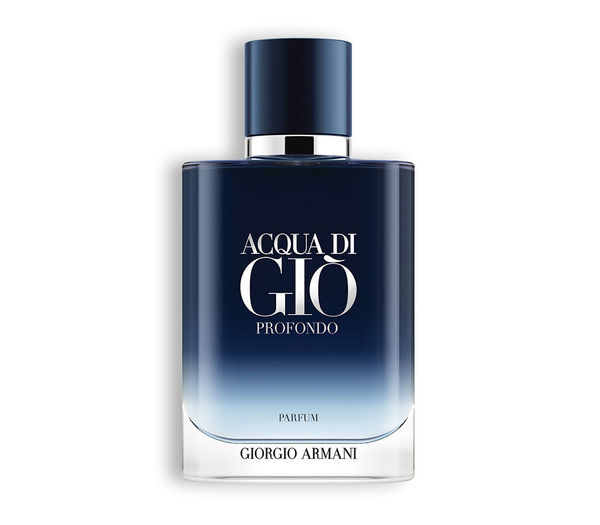 ACQUA DI
GIÒ
PROFONDO
PARFUM
GIORGIO ARMANI